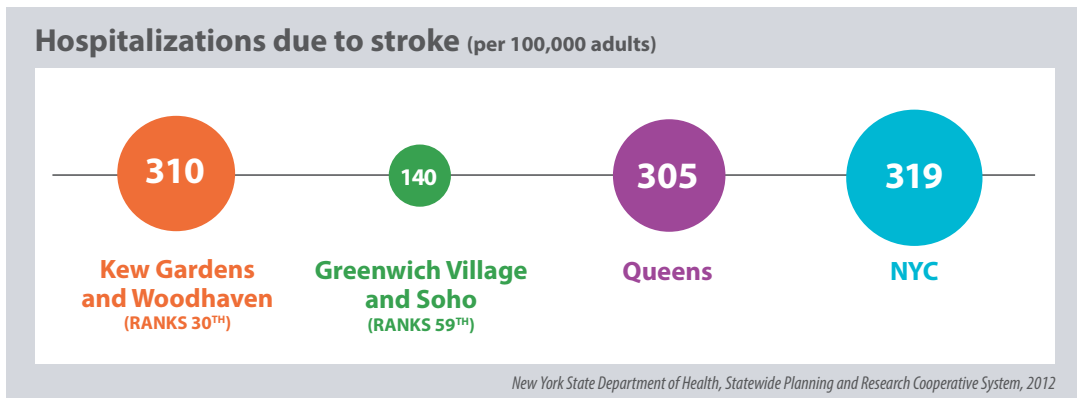 Hospitalizations due to stroke (per 100,000 adults)
310
140
305
319
Kew Gardens
and Woodhaven
(RANKS 30TH)
Greenwich Village
and Soho
(RANKS 59TH)
Queens
NYC
New York State Department of Health, Statewide Planning and Research Cooperative System, 2012